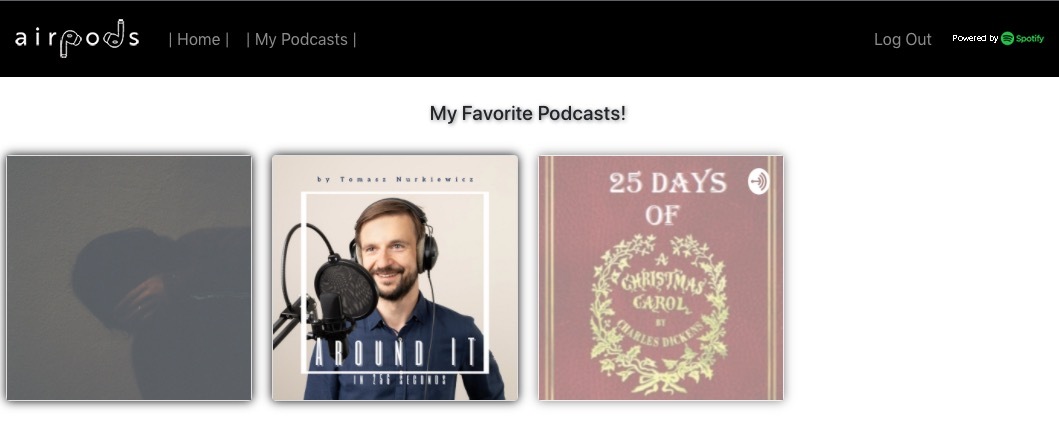 airpods
| Home |
| My Podcasts |
Log Out
Powered by Spotify
My Favorite Podcasts!
by Tomasz Nurkiewicz
AROUND IT
IN 256 SECONDS
25 DAYS
OF
A
CHRISTMAS
CAROL
BY
CHARLES DICKENS